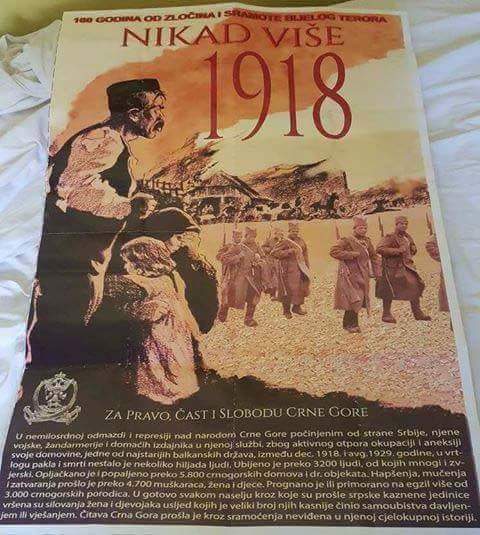 100 GODINA OD ZLOČINA I SRAMOTE BIJELOG TERORA
NIKAD VIŠE
1918
ZA PRAVO, ČAST I SLOBODU CRNE GORE
U nemilosrdnoj odmazdi i represiji nad narodom Crne Gore počinjenim od strane Srbije, njene
vojske, žandarmerije i domaćih izdajnika u njenoj službi, zbog aktivnog otpora okupaciji i aneksiji
svoje domovine, jedne od najstarijih balkanskih država, između dec. 1918. i avg.1929. godine, u vrt-
logu pakla i smrti nestalo je nekoliko hiljada ljudi. Ubijeno je preko 3200 ljudi, od kojih mnogi i zv-
jerski. Opljačkano je i popaljeno preko 5.800 crnogorskih domova i dr. objekata. Hapšenja, mučenja
i zatvaranja prošlo je preko 4.700 muškaraca, žena i djece. Prognano je ili primorano na egzil više od
3.000 crnogorskih porodica. U gotovo svakom naselju kroz koje su prošle srpske kaznene jedinice
vršena su silovanja žena i djevojaka usljed kojih je veliki broj njih kasnije činio samoubistva davljen-
jem ili vješanjem. Čitava Crna Gora prošla je kroz sramoćenja neviđena u njenoj cjelokupnoj istoriji.